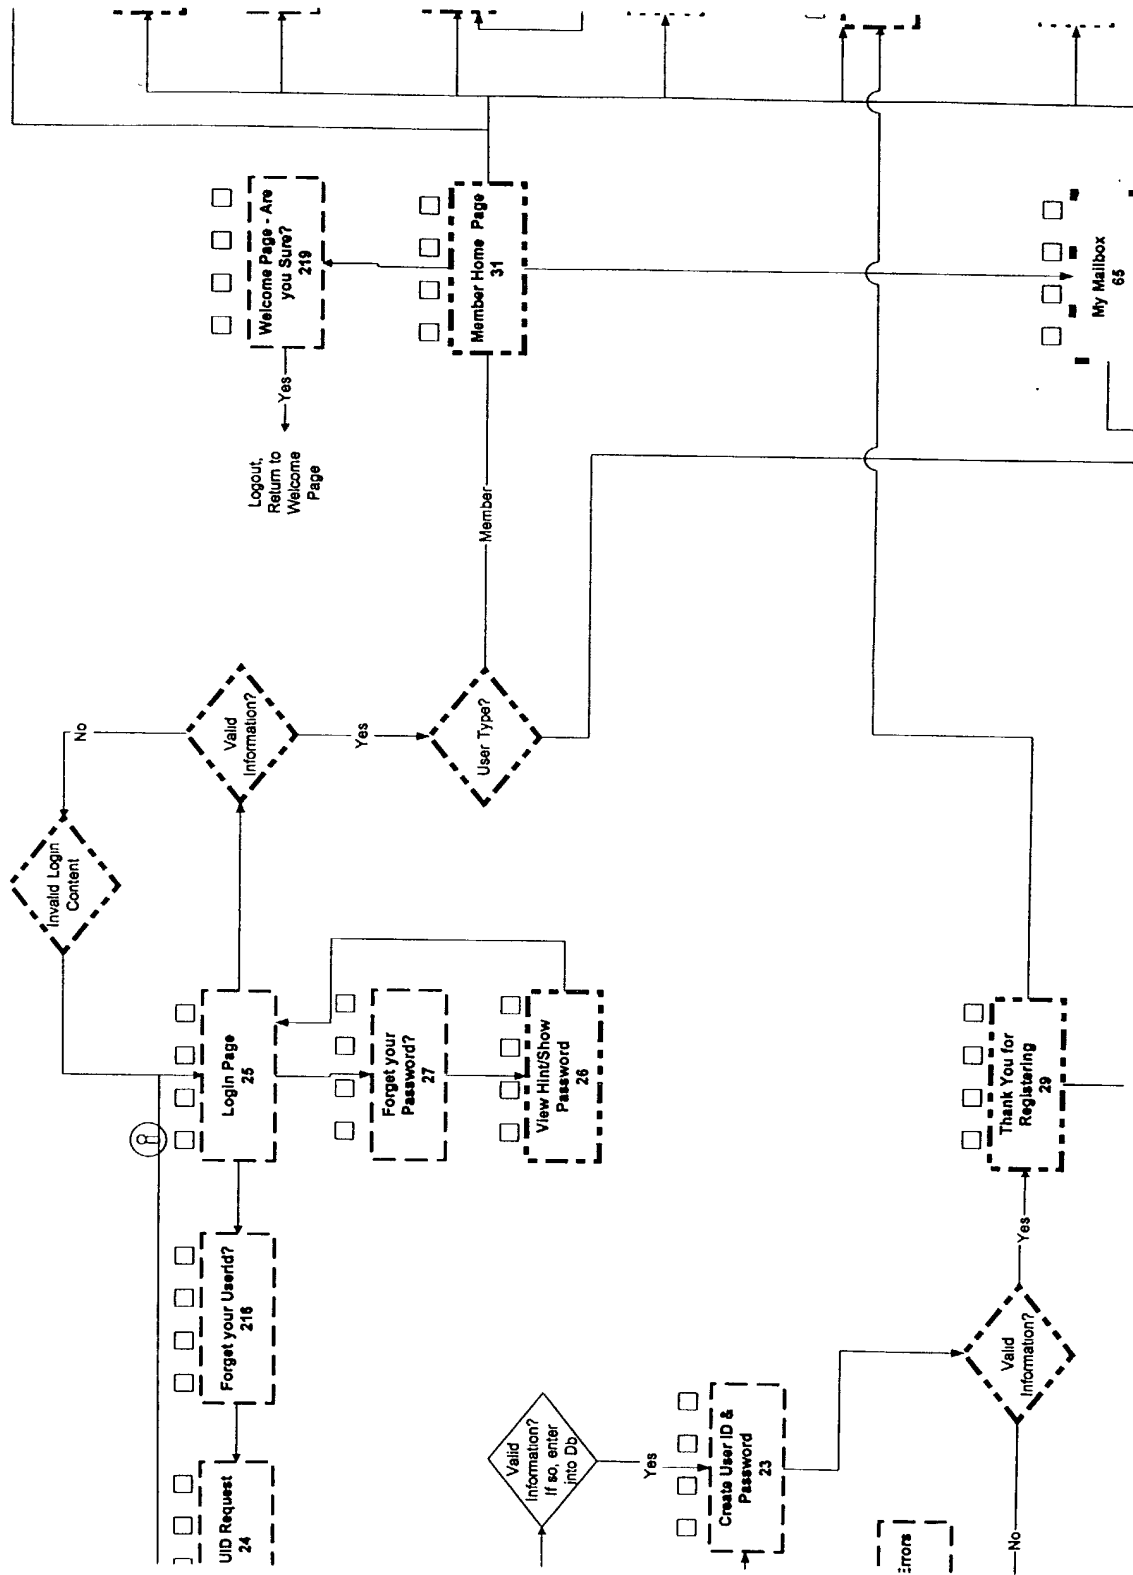 UID Request
24
Forget your UserId?
216
Login Page
25
Invalid Login
Content
No
Valid
Information?
Yes
User Type?
Forget your
Password?
27
View Hint/Show
Password
26
Logout,
Return to
Welcome
Page
Yes
Welcome Page - Are
you Sure?
219
Member
Member Home Page
31
My Mailbox
65
Valid
Information?
If so, enter
into Db.
Yes
Create User ID &
Password
23
Errors
No
Valid
Information?
Yes
Thank You for
Registering
29